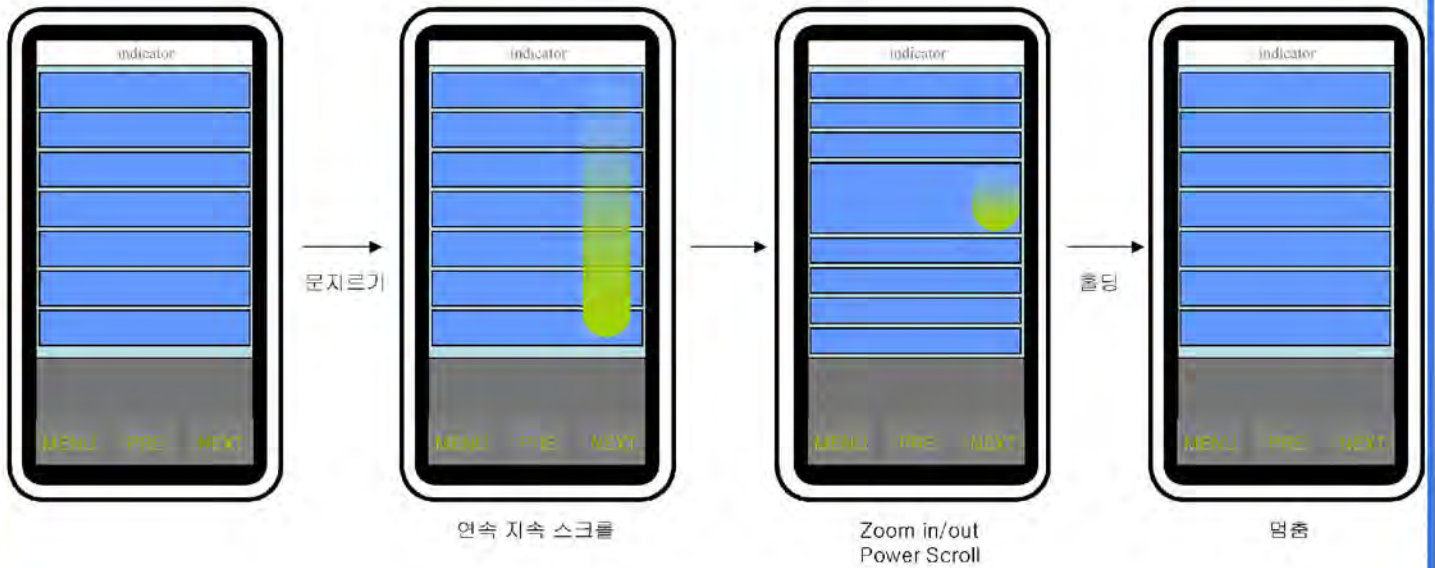 indicator
indicator
indicator
indicator
문지르기
홀딩
MENU PRE NEXT
MENU PRE NEXT
MENU PRE NEXT
MENU PRE NEXT
연속 지속 스크롤
Zoom in/out
Power Scroll
멈춤